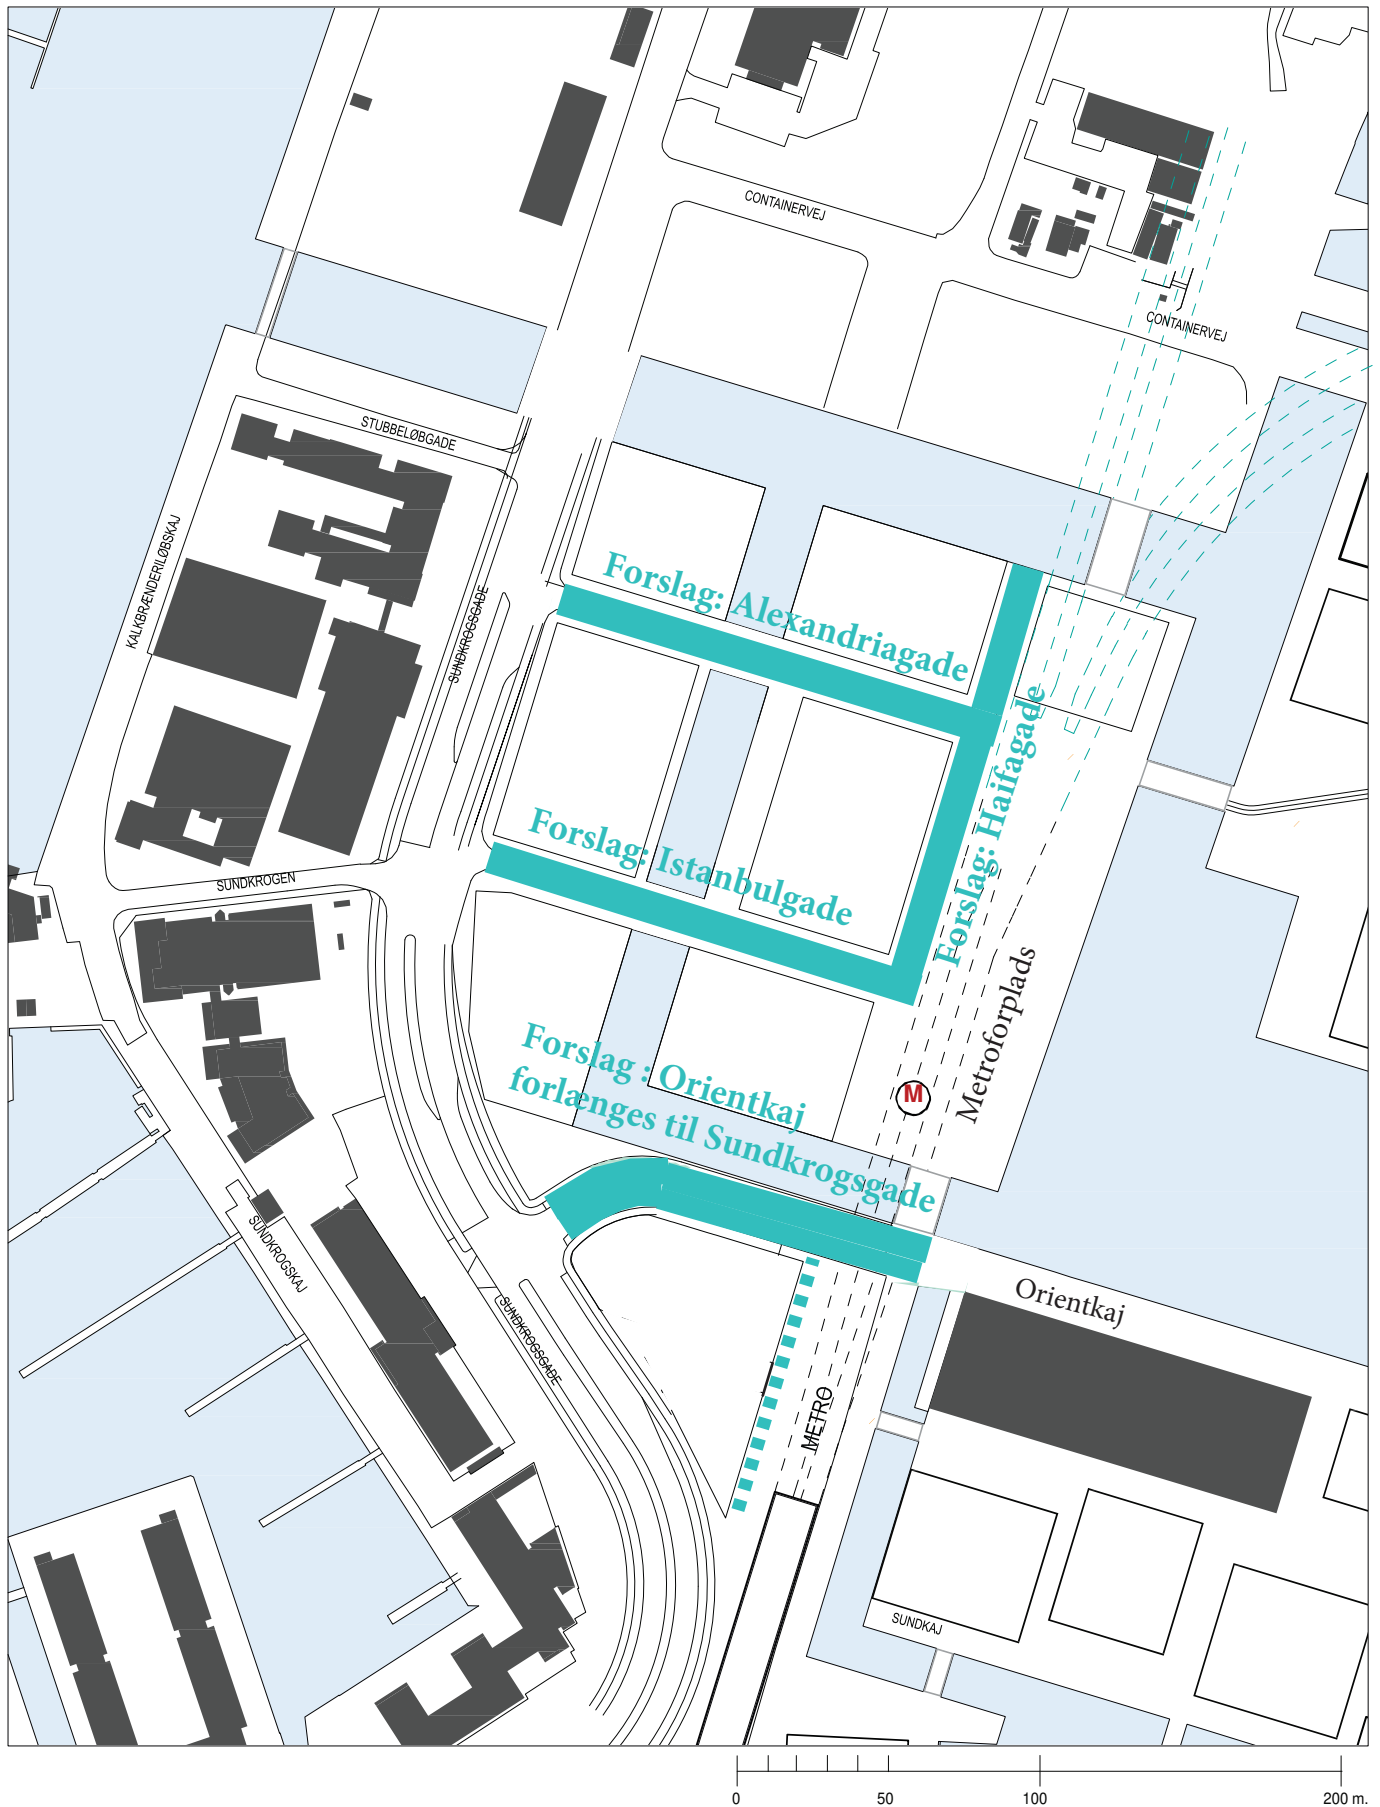 CONTAINERVEJ
CONTAINERVEJ
STUBBELØBGADE
KALKBRÆNDERILØBSKAJ
SUNDKROGSGADE
Forslag: Alexandriagade
Forslag: Haifagade
Forslag: Istanbulgade
SUNDKROGEN
Metroforplads
Forslag : Orientkaj
forlænges til Sundkrogsgade
M
SUNDKROGSKAJ
Orientkaj
SUNDKROGSGADE
METRO
SUNDKAJ
0 50 100 200 m.